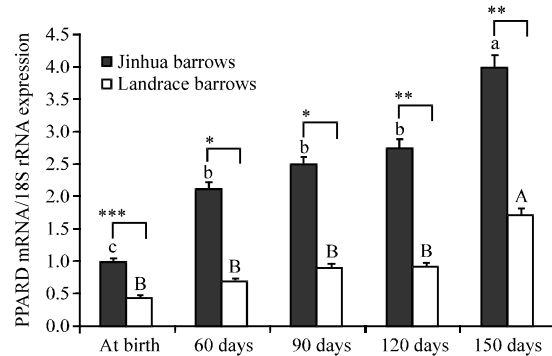 PPARD mRNA/18S rRNA expression
4.5
4.0
3.5
3.0
2.5
2.0
1.5
1.0
0.5
0.0
Jinhua barrows
Landrace barrows
***
c
B
*
b
B
*
b
B
**
b
B
**
a
A
At birth
60 days
90 days
120 days
150 days